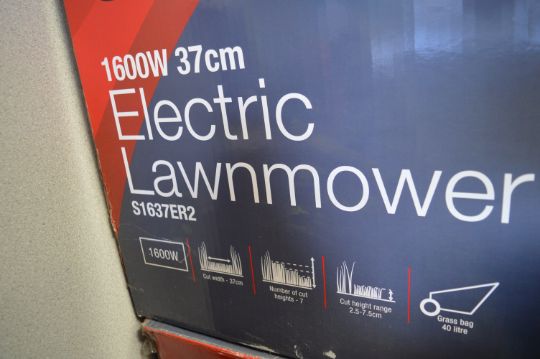 1600W 37cm
Electric
Lawnmower
S1637ER2
1600W
Cut width - 37cm
Number of cut
heights - 7
Cut height range
2.5-7.5cm
Grass bag
40 litre